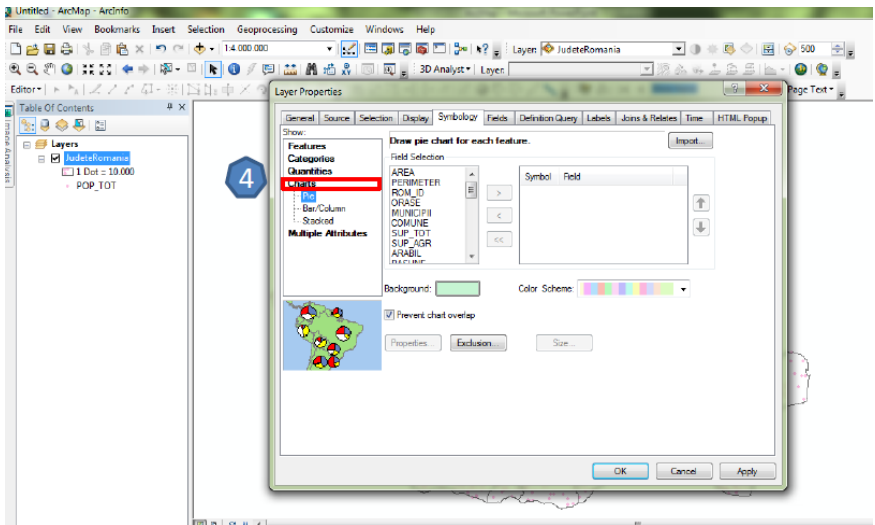 Untitled - ArcMap - ArcInfo
File Edit View Bookmarks Insert Selection Geoprocessing Customize Windows Help
1:4 000 000 Layer: JudeteRomania 500
3D Analyst Layer:
Editor Page Text
Table Of Contents
Layers
JudeteRomania
1 Dot = 10.000
POP_TOT
Image Analysis
4
Layer Properties
General Source Selection Display Symbology Fields Definition Query Labels Joins & Relates Time HTML Popup
Show:
Features
Categories
Quantities
Charts
Pie
Bar/Column
Stacked
Multiple Attributes
Draw pie chart for each feature.
Import...
Field Selection
AREA
PERIMETER
ROM_ID
ORASE
MUNICIPII
COMUNE
SUP_TOT
SUP_AGR
ARABIL
>
<
<<
Symbol Field
Background:
Color Scheme:
Prevent chart overlap
Properties... Exclusion... Size...
OK Cancel Apply